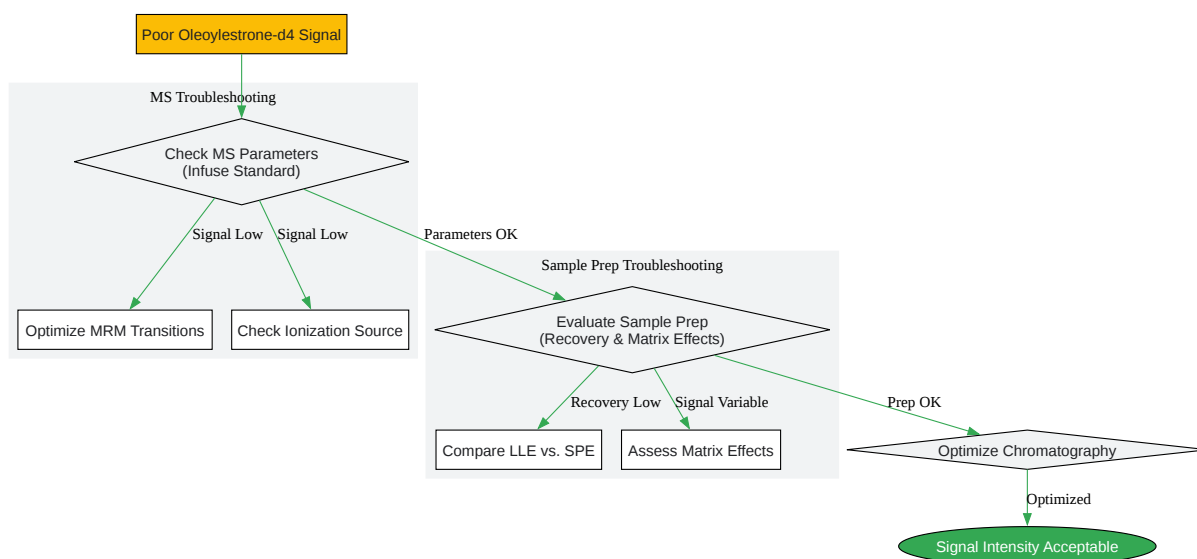 Poor Oleoylestrone-d4 Signal
MS Troubleshooting
Check MS Parameters
(Infuse Standard)
Signal Low
Signal Low
Parameters OK
Optimize MRM Transitions
Check Ionization Source
Sample Prep Troubleshooting
Evaluate Sample Prep
(Recovery & Matrix Effects)
Recovery Low
Signal Variable
Prep OK
Compare LLE vs. SPE
Assess Matrix Effects
Optimize Chromatography
Optimized
Signal Intensity Acceptable